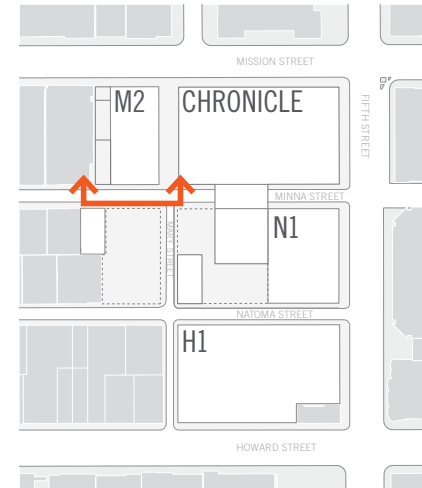 MISSION STREET
M2
CHRONICLE
FIFTH STREET
MINNA STREET
MARY STREET
N1
NATOMA STREET
H1
HOWARD STREET